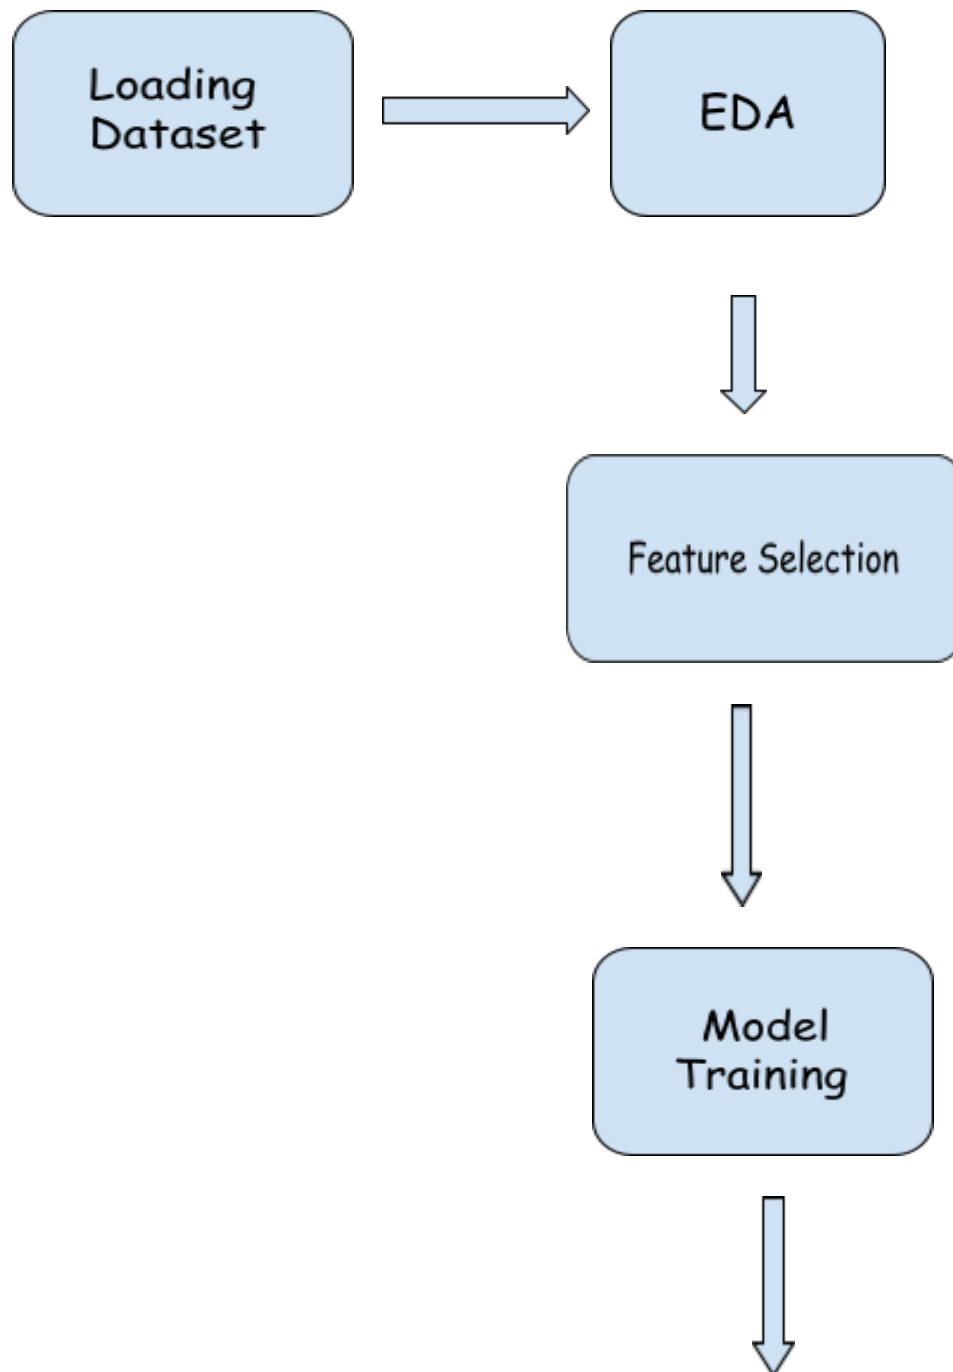 Loading
Dataset
EDA
Feature Selection
Model
Training